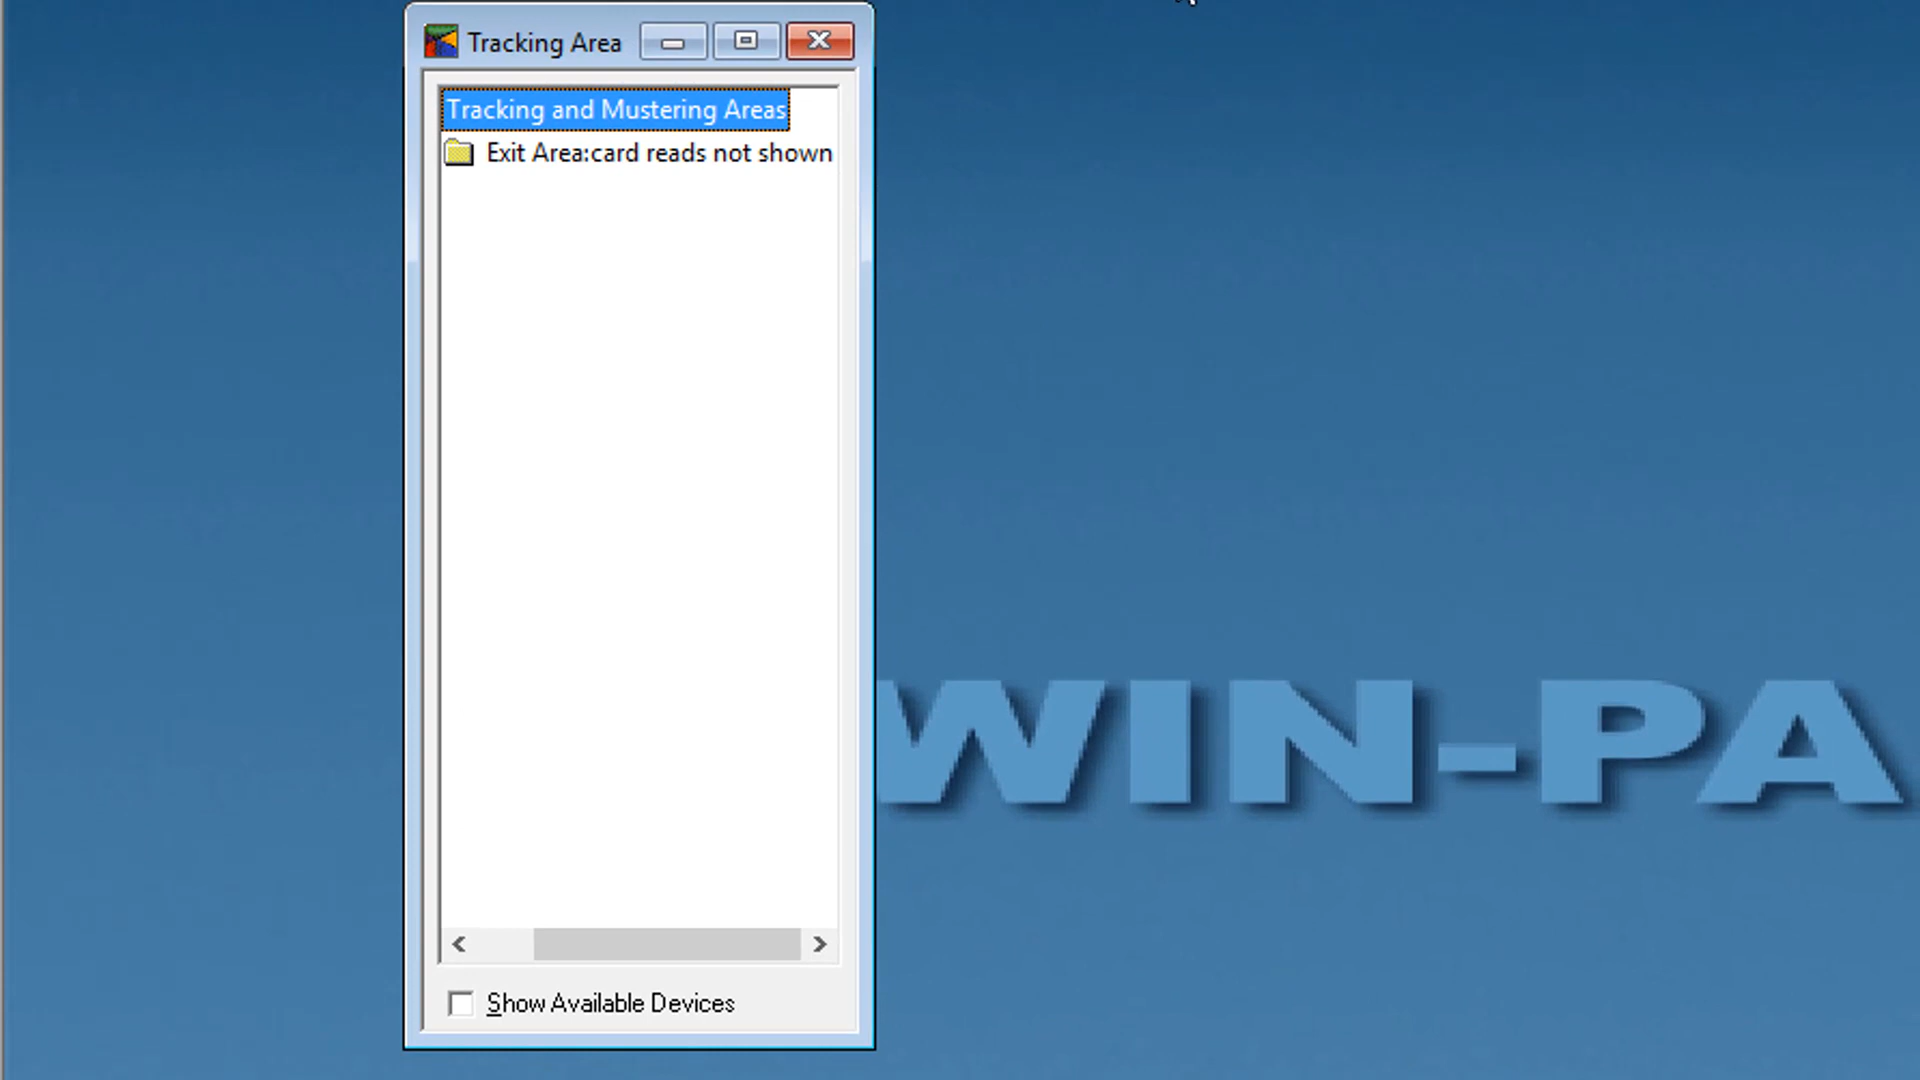 Tracking Area
Tracking and Mustering Areas
Exit Area:card reads not shown
WIN-PA
Show Available Devices